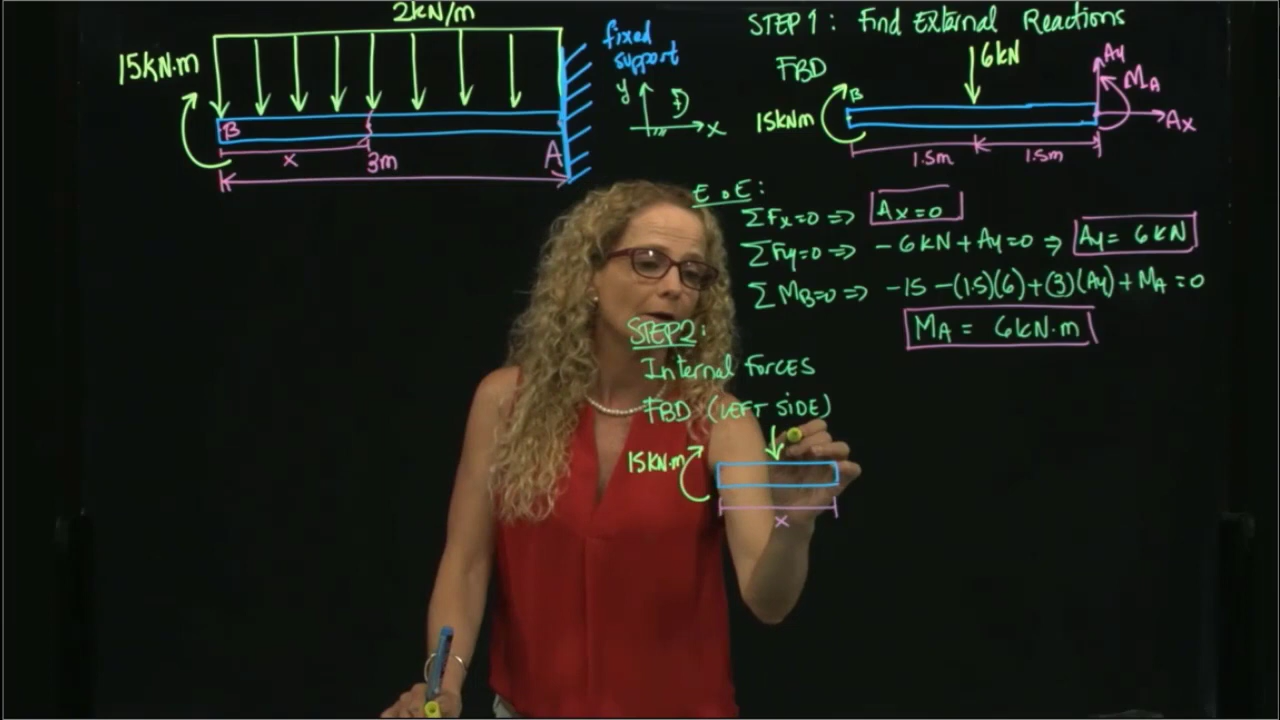 2kN/m
15kN·m
fixed
support
y
x
B
A
x
3m
STEP 1: Find External Reactions
FBD
6kN
Ay
MA
Ax
B
15kNm
1.5m
1.5m
E.o.E:
ΣFx=0 => Ax=0
ΣFy=0 => -6kN+Ay=0 => Ay= 6kN
ΣMB=0 => -15 -(1.5)(6)+(3)(Ay)+MA=0
MA = 6kN·m
STEP2:
Internal FORCES
FBD (LEFT SIDE)
15kN·m
x